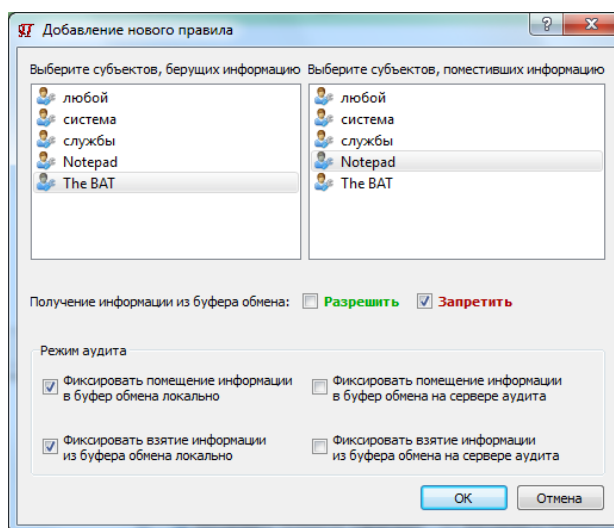 Добавление нового правила
Выберите субъектов, берущих информацию
Выберите субъектов, поместивших информацию
любой
система
службы
Notepad
The BAT
любой
система
службы
Notepad
The BAT
Получение информации из буфера обмена: Разрешить Запретить
Режим аудита
Фиксировать помещение информации
в буфер обмена локально
Фиксировать помещение информации
в буфер обмена на сервере аудита
Фиксировать взятие информации
из буфера обмена локально
Фиксировать взятие информации
из буфера обмена на сервере аудита
OK Отмена